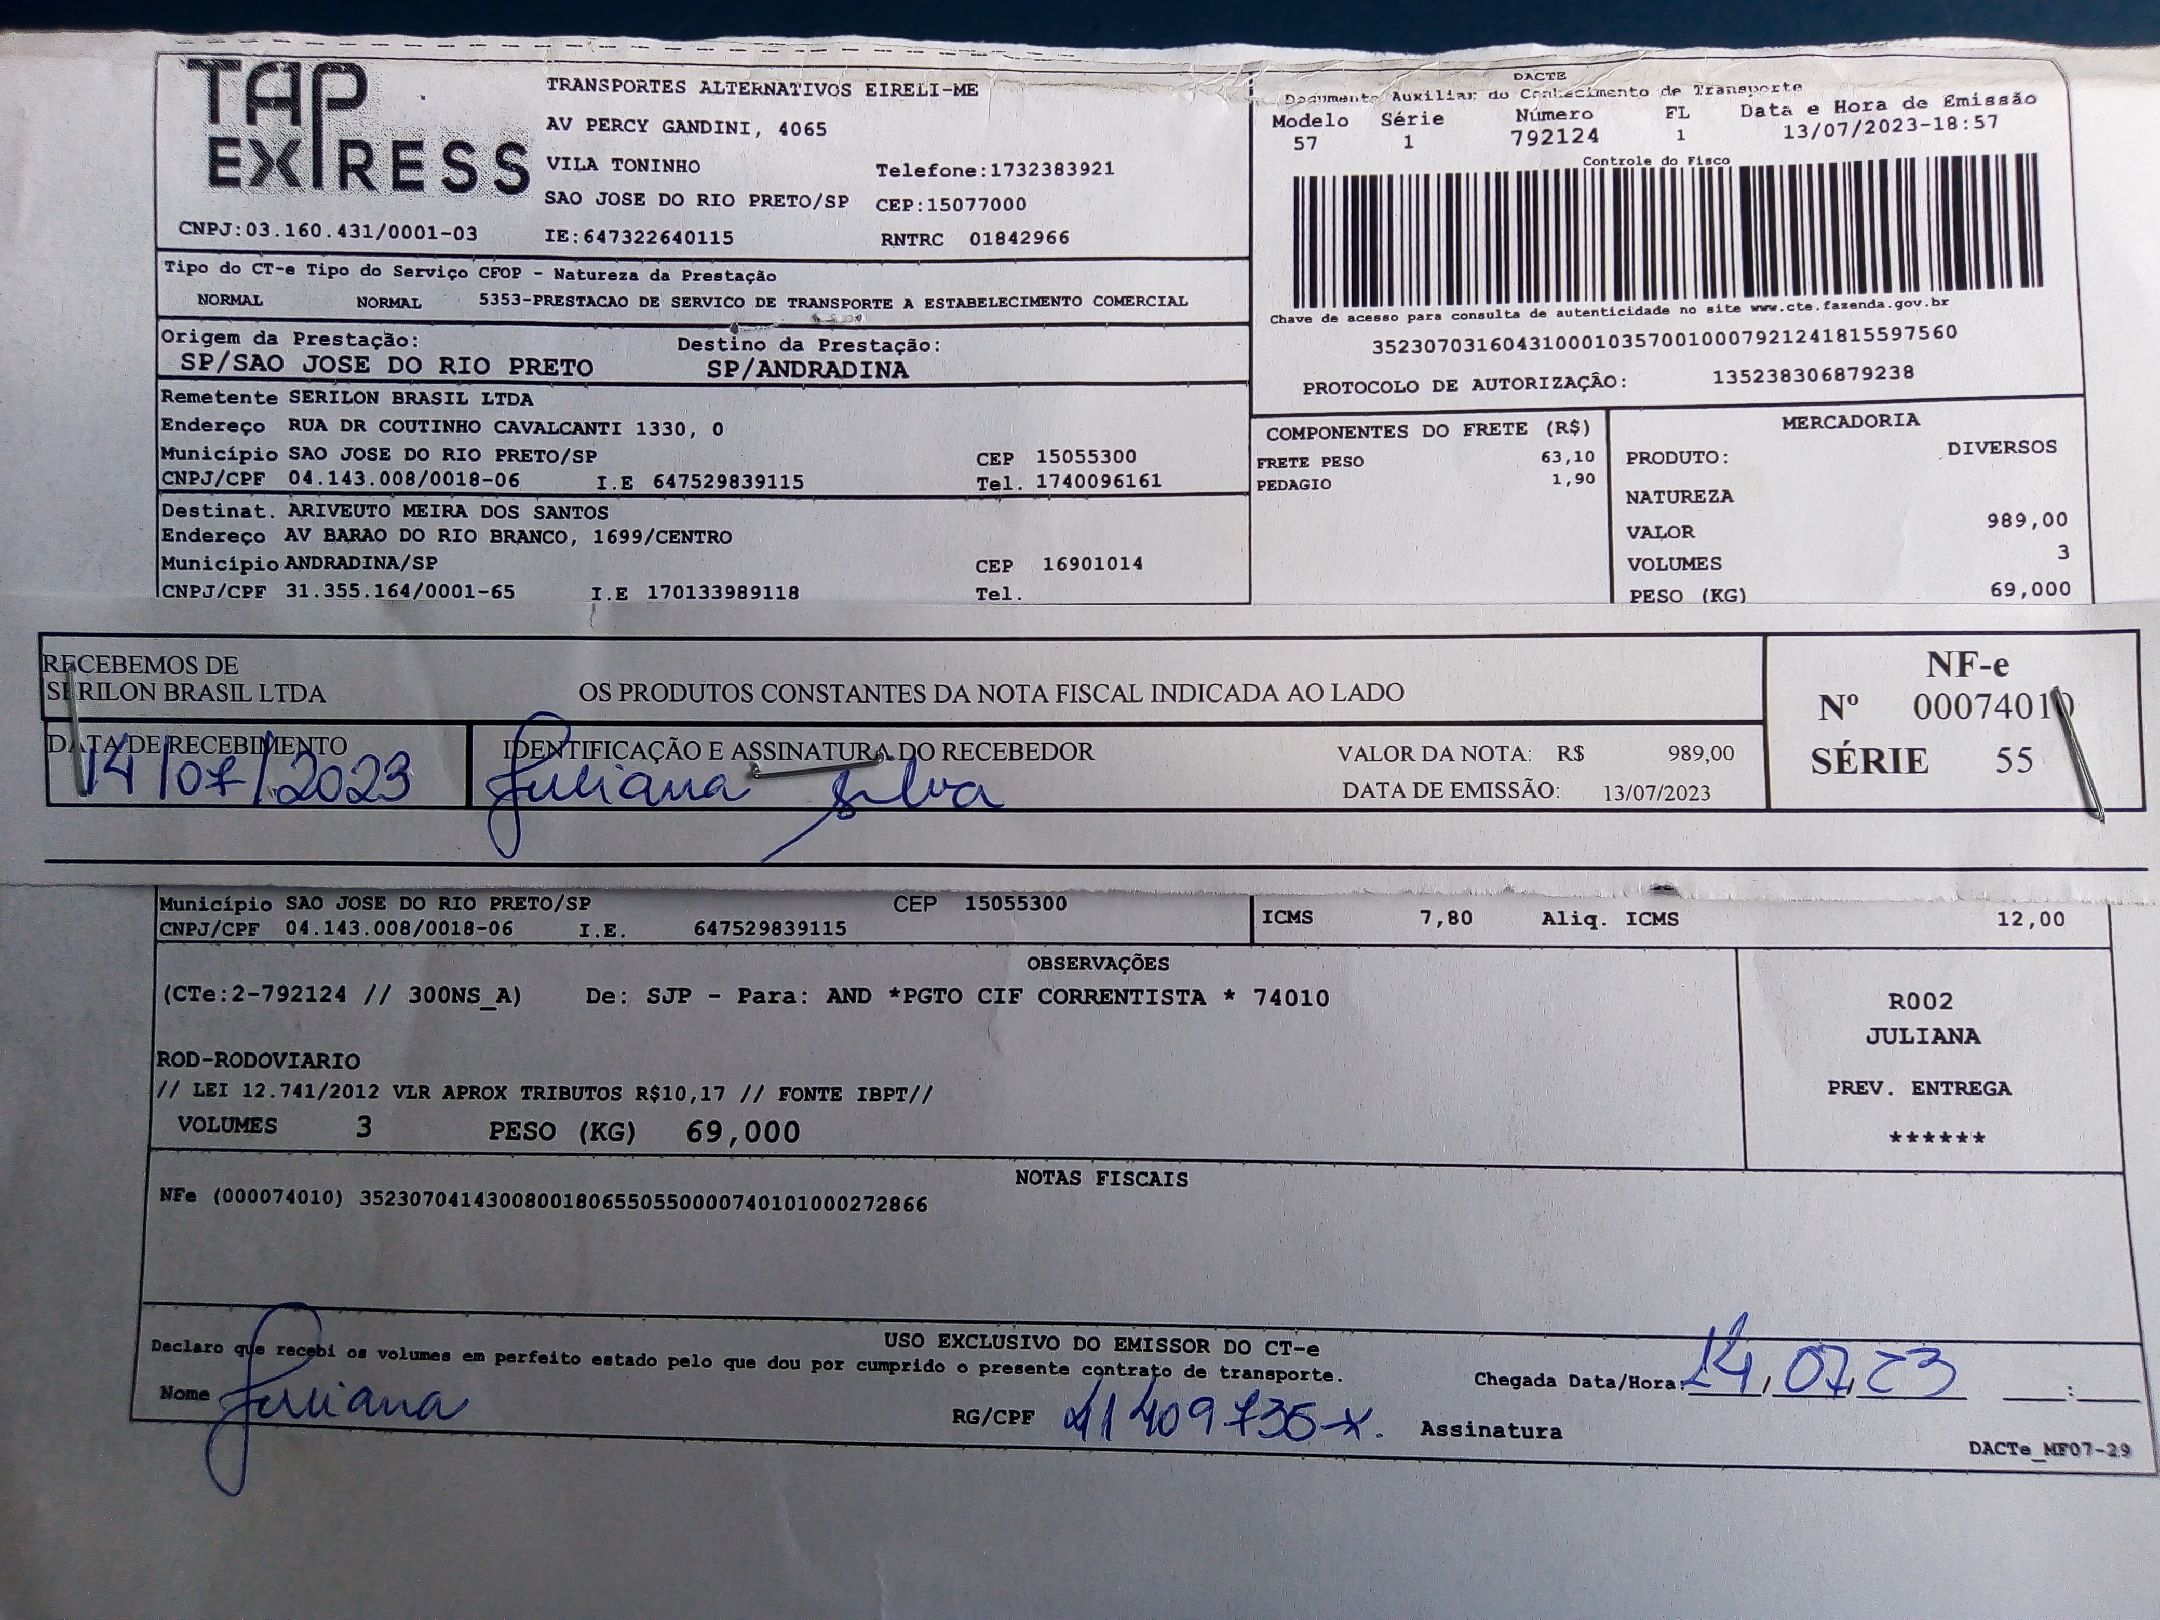 TAP EXPRESS
TRANSPORTES ALTERNATIVOS EIRELI-ME
AV PERCY GANDINI, 4065
VILA TONINHO Telefone:1732383921
SAO JOSE DO RIO PRETO/SP CEP:15077000
CNPJ:03.160.431/0001-03 IE:647322640115 RNTRC 01842966
DACTE
Documento Auxiliar do Conhecimento de Transporte
Modelo Série Número FL Data e Hora de Emissão
57 1 792124 1 13/07/2023-18:57
Controle do Fisco
Chave de acesso para consulta de autenticidade no site www.cte.fazenda.gov.br
35230703160431000103570010007921241815597560
PROTOCOLO DE AUTORIZAÇÃO: 135238306879238
Tipo do CT-e Tipo do Serviço CFOP - Natureza da Prestação
NORMAL NORMAL 5353-PRESTACAO DE SERVICO DE TRANSPORTE A ESTABELECIMENTO COMERCIAL
Origem da Prestação: Destino da Prestação:
SP/SAO JOSE DO RIO PRETO SP/ANDRADINA
Remetente SERILON BRASIL LTDA
Endereço RUA DR COUTINHO CAVALCANTI 1330, 0
Município SAO JOSE DO RIO PRETO/SP CEP 15055300
CNPJ/CPF 04.143.008/0018-06 I.E 647529839115 Tel. 1740096161
Destinat. ARIVEUTO MEIRA DOS SANTOS
Endereço AV BARAO DO RIO BRANCO, 1699/CENTRO
Município ANDRADINA/SP CEP 16901014
CNPJ/CPF 31.355.164/0001-65 I.E 170133989118 Tel.
COMPONENTES DO FRETE (R$)
FRETE PESO 63,10
PEDAGIO 1,90
MERCADORIA
PRODUTO: DIVERSOS
NATUREZA
VALOR 989,00
VOLUMES 3
PESO (KG) 69,000
RECEBEMOS DE
SERILON BRASIL LTDA OS PRODUTOS CONSTANTES DA NOTA FISCAL INDICADA AO LADO
NF-e
Nº 00074010
SÉRIE 55
DATA DE RECEBIMENTO IDENTIFICAÇÃO E ASSINATURA DO RECEBEDOR VALOR DA NOTA: R$ 989,00
14/07/2023 Juliana Silva DATA DE EMISSÃO: 13/07/2023
Município SAO JOSE DO RIO PRETO/SP CEP 15055300
CNPJ/CPF 04.143.008/0018-06 I.E. 647529839115
ICMS 7,80 Aliq. ICMS 12,00
OBSERVAÇÕES
(CTe:2-792124 // 300NS_A) De: SJP - Para: AND *PGTO CIF CORRENTISTA * 74010
ROD-RODOVIARIO
// LEI 12.741/2012 VLR APROX TRIBUTOS R$10,17 // FONTE IBPT//
VOLUMES 3 PESO (KG) 69,000
R002
JULIANA
PREV. ENTREGA
******
NOTAS FISCAIS
NFe (000074010) 35230704143008001806550550000740101000272866
USO EXCLUSIVO DO EMISSOR DO CT-e
Declaro que recebi os volumes em perfeito estado pelo que dou por cumprido o presente contrato de transporte.
Chegada Data/Hora: 14, 07, 23 :
Nome Juliana RG/CPF 41409735-X. Assinatura
DACTe_MF07-29